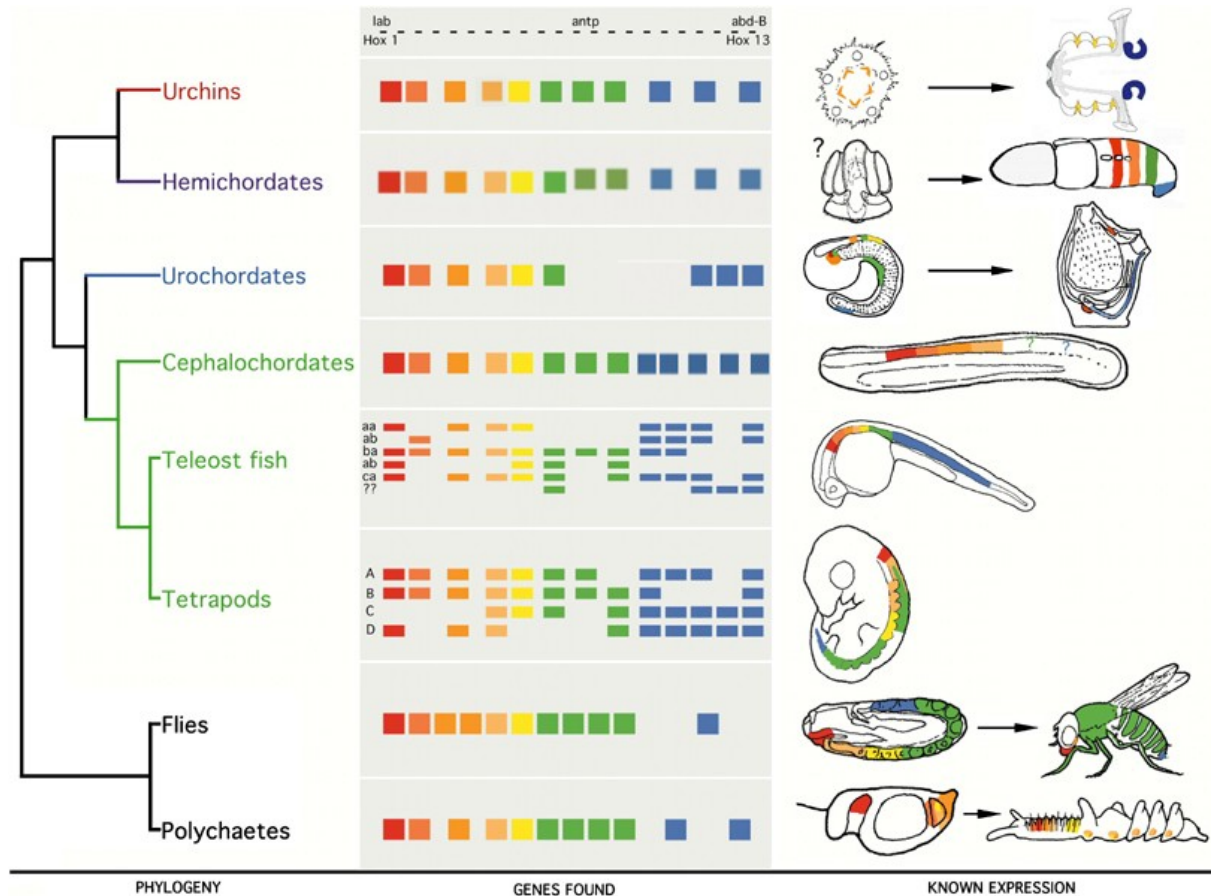 lab antp abd-B
Hox 1 Hox 13
Urchins
Hemichordates
?
Urochordates
Cephalochordates
? ?
Teleost fish
aa
ab
ba
ab
ca
??
Tetrapods
A
B
C
D
Flies
Polychaetes
PHYLOGENY GENES FOUND KNOWN EXPRESSION